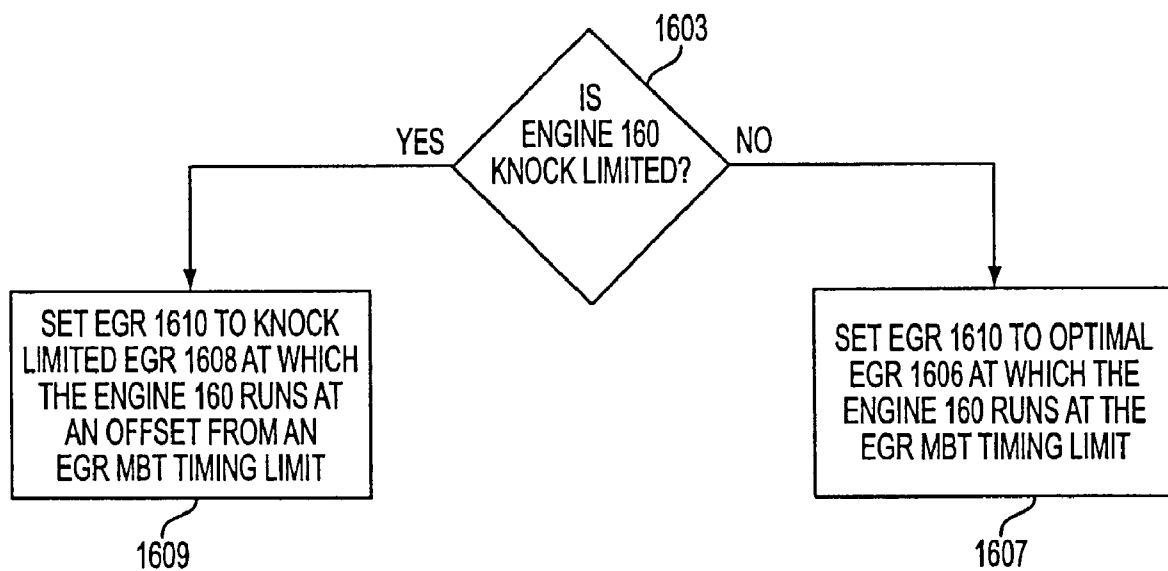 1603
IS
ENGINE 160
KNOCK LIMITED?
YES
NO
SET EGR 1610 TO KNOCK
LIMITED EGR 1608 AT WHICH
THE ENGINE 160 RUNS AT
AN OFFSET FROM AN
EGR MBT TIMING LIMIT
1609
SET EGR 1610 TO OPTIMAL
EGR 1606 AT WHICH THE
ENGINE 160 RUNS AT THE
EGR MBT TIMING LIMIT
1607